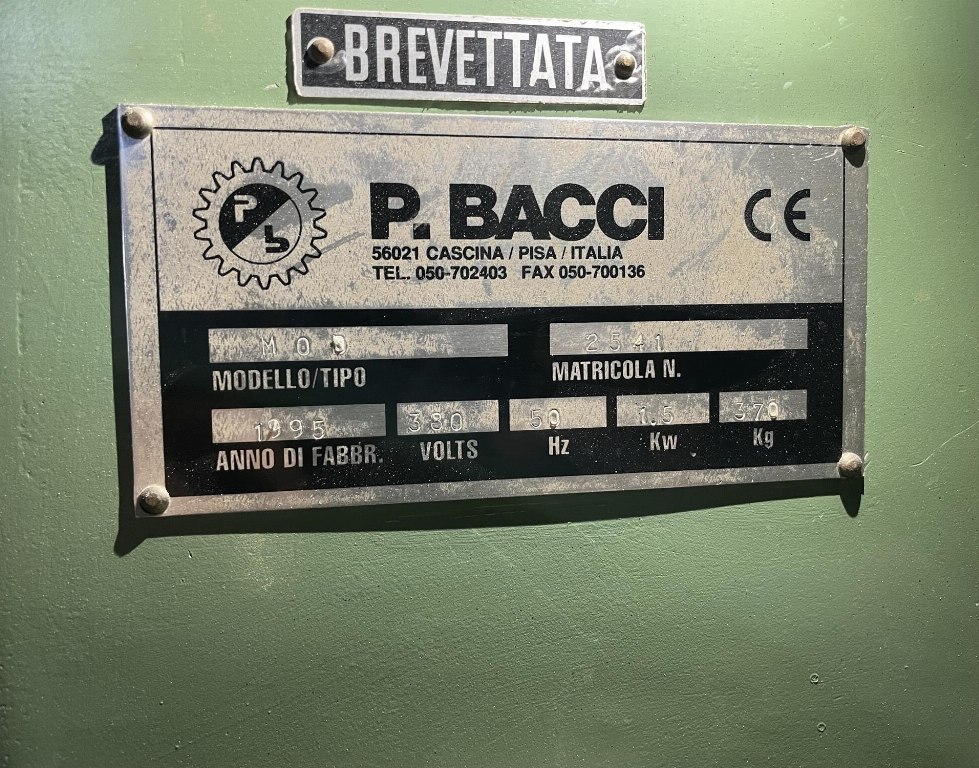 BREVETTATA
P b
P. BACCI CE
56021 CASCINA / PISA / ITALIA
TEL. 050-702403 FAX 050-700136
MOD 2541
MODELLO/TIPO MATRICOLA N.
1995 380 50 1.5 370
ANNO DI FABBR. VOLTS Hz Kw Kg